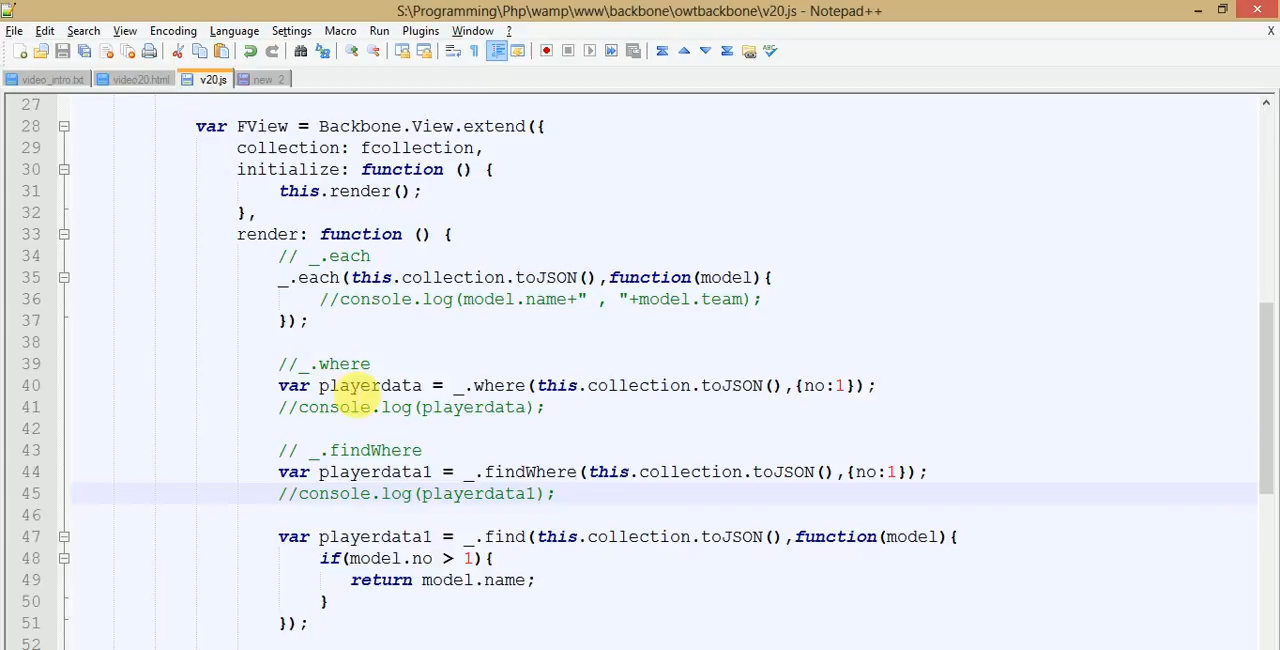 S:\Programming\Php\wamp\www\backbone\owtbackbone\v20.js - Notepad++
File Edit Search View Encoding Language Settings Macro Run Plugins Window ? X
video_intro.txt video20.html v20.js new 2
27
28 var FView = Backbone.View.extend({
29 collection: fcollection,
30 initialize: function () {
31 this.render();
32 },
33 render: function () {
34 // _.each
35 _.each(this.collection.toJSON(),function(model){
36 //console.log(model.name+" , "+model.team);
37 });
38
39 //_.where
40 var playerdata = _.where(this.collection.toJSON(),{no:1});
41 //console.log(playerdata);
42
43 // _.findWhere
44 var playerdata1 = _.findWhere(this.collection.toJSON(),{no:1});
45 //console.log(playerdata1);
46
47 var playerdata1 = _.find(this.collection.toJSON(),function(model){
48 if(model.no > 1){
49 return model.name;
50 }
51 });
52